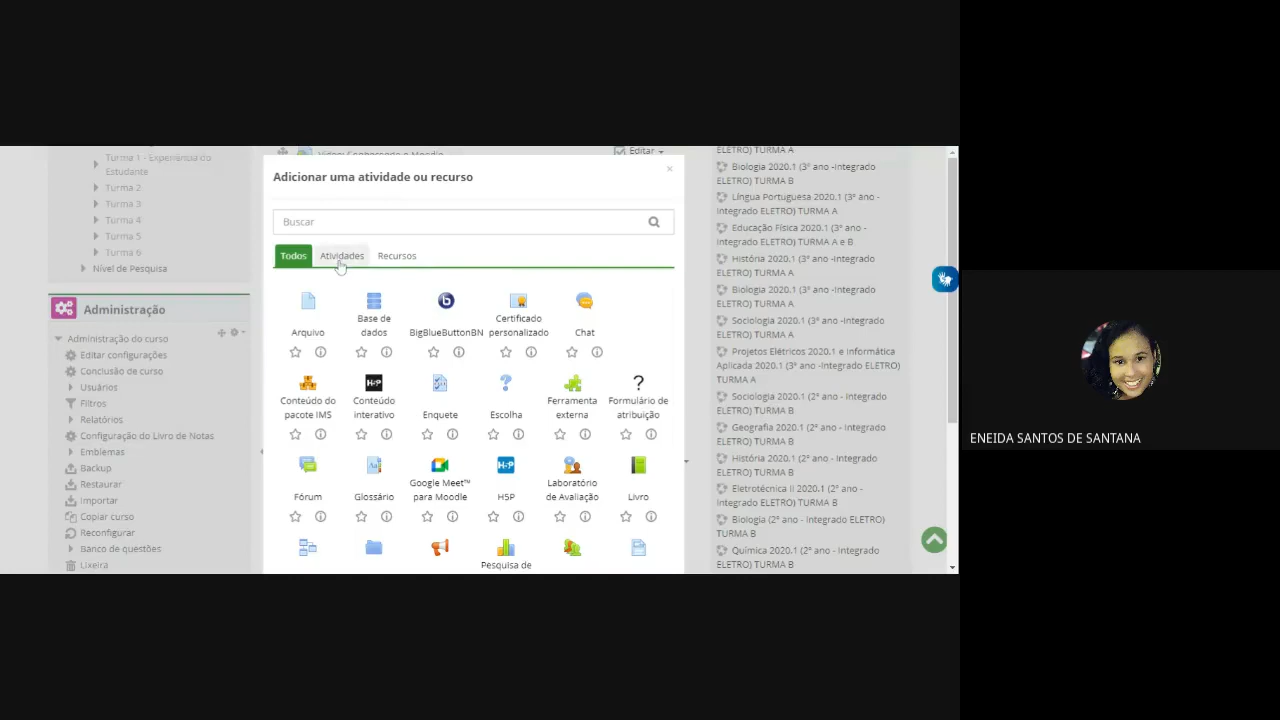 Turma 1 - Experiência do
Estudante
Turma 2
Turma 3
Turma 4
Turma 5
Turma 6
Nível de Pesquisa
Administração
Administração do curso
Editar configurações
Conclusão de curso
Usuários
Filtros
Relatórios
Configuração do Livro de Notas
Emblemas
Backup
Restaurar
Importar
Copiar curso
Reconfigurar
Banco de questões
Lixeira
Vídeo: Conhecendo o Moodle
Editar
Adicionar uma atividade ou recurso
×
Buscar
Todos Atividades Recursos
Arquivo
Base de
dados
BigBlueButtonBN
Certificado
personalizado
Chat
Conteúdo do
pacote IMS
H5P
Conteúdo
interativo
Enquete
Escolha
Ferramenta
externa
?
Formulário de
atribuição
Fórum
Glossário
Google Meet™
para Moodle
H5P
H5P
Laboratório
de Avaliação
Livro
Pesquisa de
ELETRO) TURMA A
Biologia 2020.1 (3º ano -Integrado
ELETRO) TURMA B
Língua Portuguesa 2020.1 (3º ano -
Integrado ELETRO) TURMA A
Educação Física 2020.1 (3º ano -
Integrado ELETRO) TURMA A e B
História 2020.1 (3º ano -Integrado
ELETRO) TURMA A
Biologia 2020.1 (3º ano -Integrado
ELETRO) TURMA A
Sociologia 2020.1 (3º ano -Integrado
ELETRO) TURMA A
Projetos Elétricos 2020.1 e Informática
Aplicada 2020.1 (3º ano -Integrado ELETRO)
TURMA A
Sociologia 2020.1 (2º ano - Integrado
ELETRO) TURMA B
Geografia 2020.1 (2º ano - Integrado
ELETRO) TURMA B
História 2020.1 (2º ano - Integrado
ELETRO) TURMA B
Eletrotécnica II 2020.1 (2º ano -
Integrado ELETRO) TURMA B
Biologia (2º ano - Integrado ELETRO)
TURMA B
Química 2020.1 (2º ano - Integrado
ELETRO) TURMA B
ENEIDA SANTOS DE SANTANA